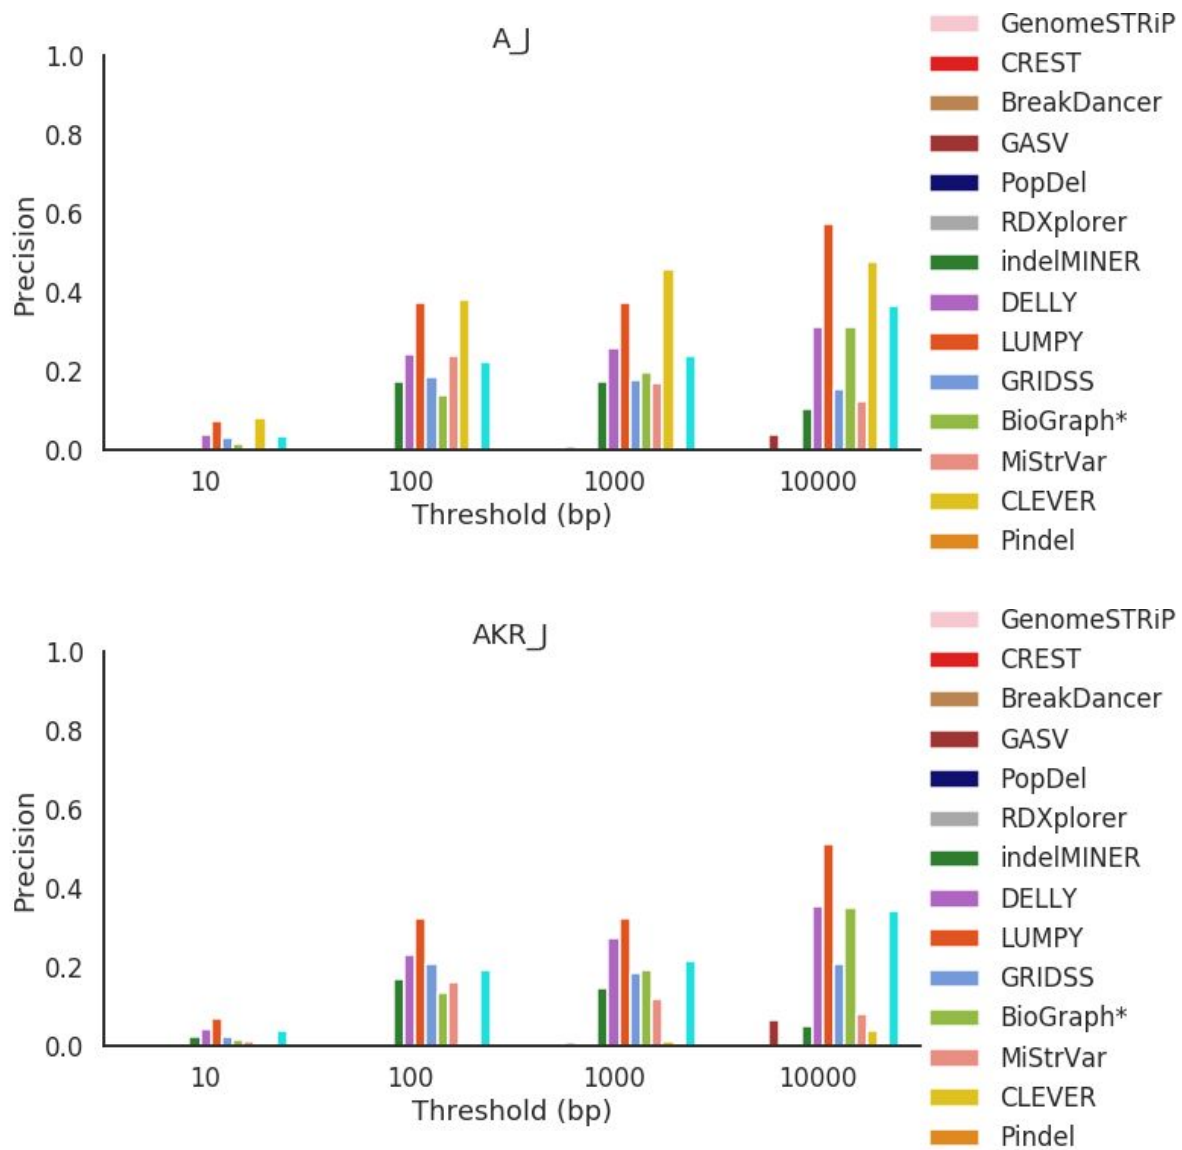 A_J
1.0
0.8
0.6
0.4
0.2
0.0
Precision
10 100 1000 10000
Threshold (bp)
GenomeSTRiP
CREST
BreakDancer
GASV
PopDel
RDXplorer
indelMINER
DELLY
LUMPY
GRIDSS
BioGraph*
MiStrVar
CLEVER
Pindel
AKR_J
1.0
0.8
0.6
0.4
0.2
0.0
Precision
10 100 1000 10000
Threshold (bp)
GenomeSTRiP
CREST
BreakDancer
GASV
PopDel
RDXplorer
indelMINER
DELLY
LUMPY
GRIDSS
BioGraph*
MiStrVar
CLEVER
Pindel